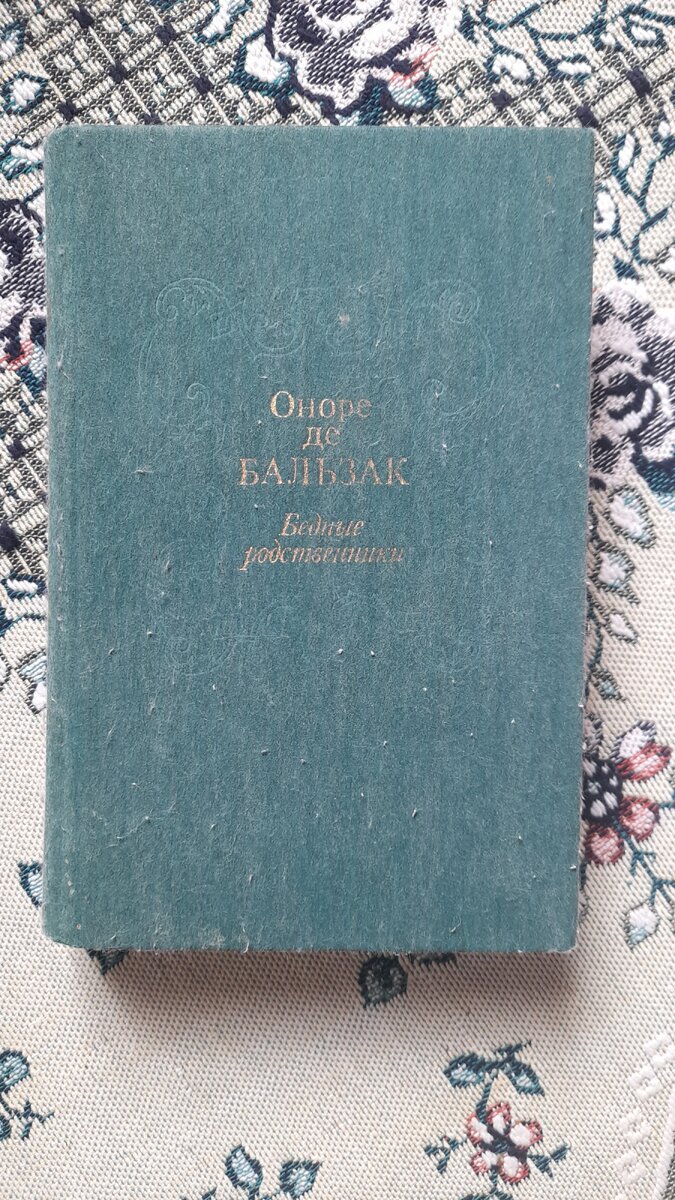 Оноре
де
БАЛЬЗАК
Бедные
родственники